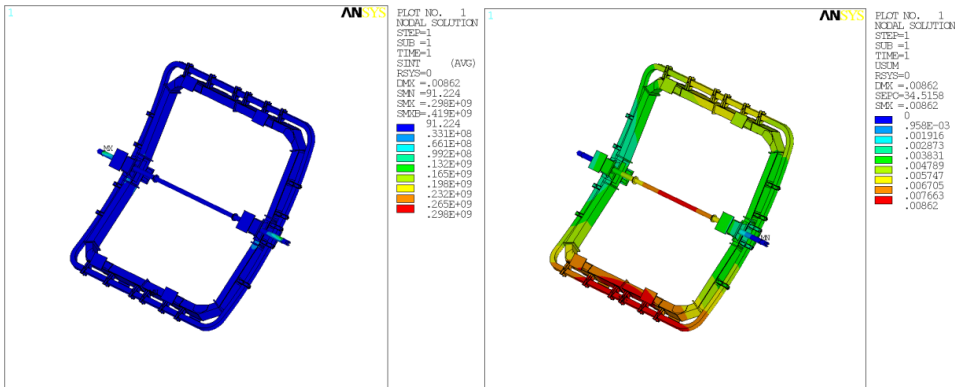 1
ANSYS
PLOT NO. 1
NODAL SOLUTION
STEP=1
SUB =1
TIME=1
SINT (AVG)
RSYS=0
DMX =.00862
SMN =91.224
SMX =.298E+09
SMXB=.419E+09
91.224
.331E+08
.661E+08
.992E+08
.132E+09
.165E+09
.198E+09
.232E+09
.265E+09
.298E+09
MX
1
ANSYS
PLOT NO. 1
NODAL SOLUTION
STEP=1
SUB =1
TIME=1
USUM
RSYS=0
DMX =.00862
SEPC=34.5158
SMX =.00862
0
.958E-03
.001916
.002873
.003831
.004789
.005747
.006705
.007663
.00862
MN